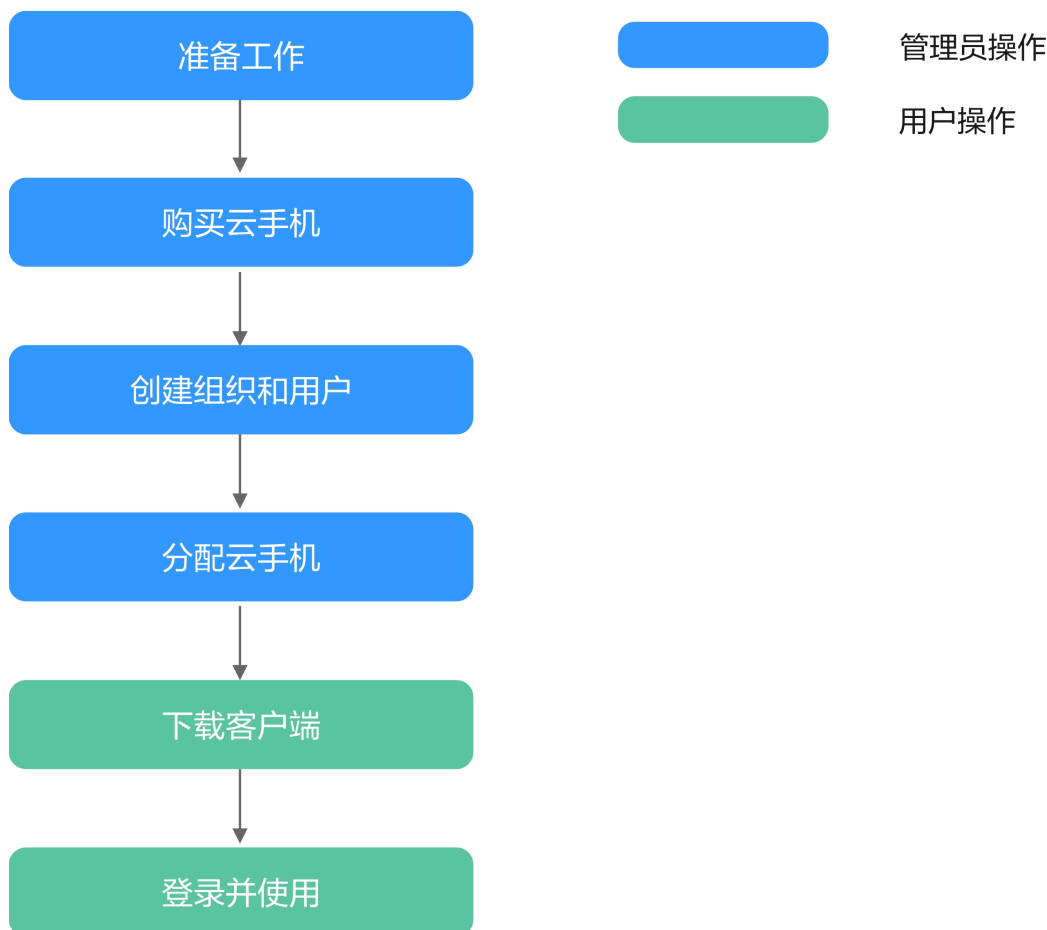 准备工作
管理员操作
用户操作
购买云手机
创建组织和用户
分配云手机
下载客户端
登录并使用